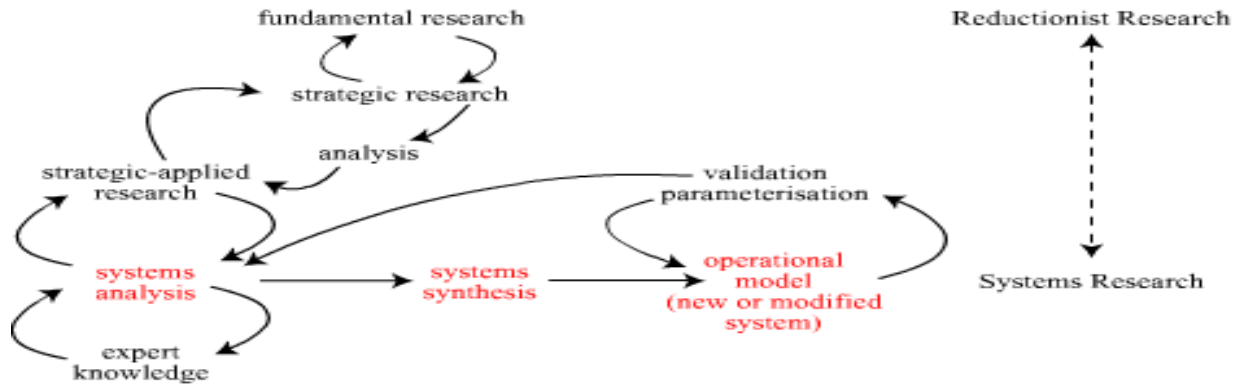 fundamental research
Reductionist Research
strategic research
analysis
strategic-applied
research
validation
parameterisation
systems
analysis
systems
synthesis
operational
model
(new or modified
system)
Systems Research
expert
knowledge